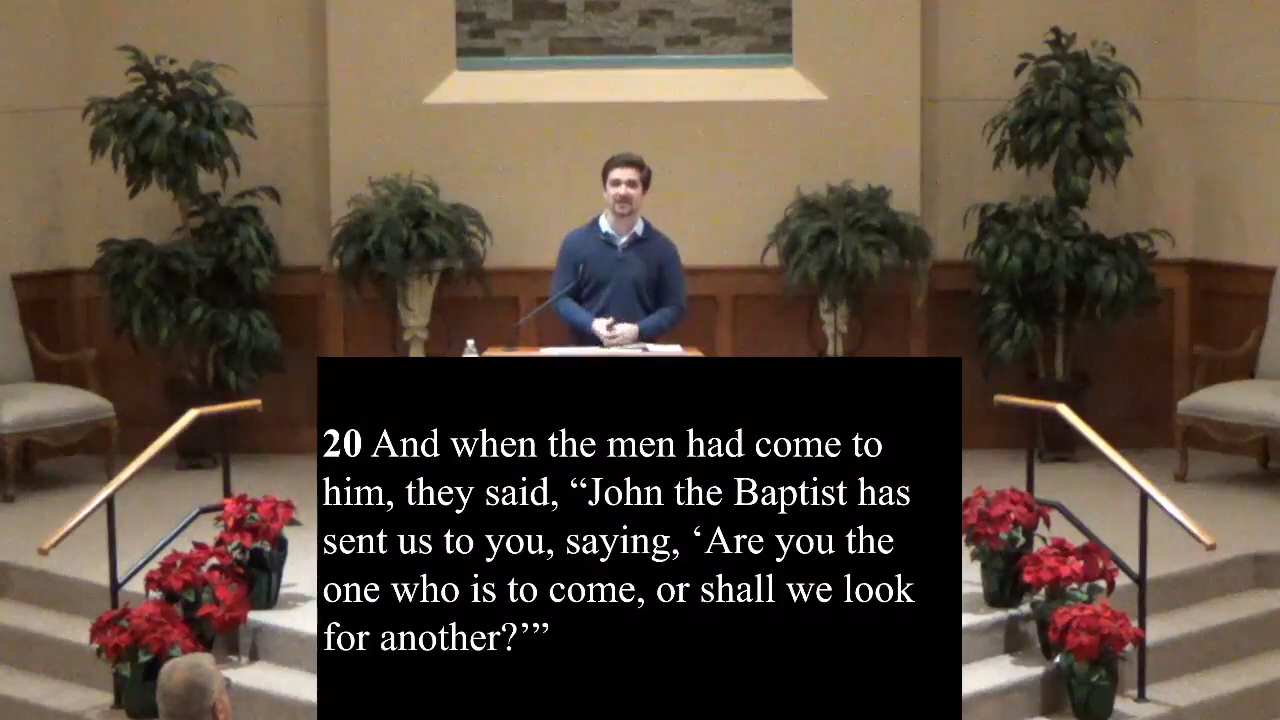 20 And when the men had come to
him, they said, “John the Baptist has
sent us to you, saying, ‘Are you the
one who is to come, or shall we look
for another?’”